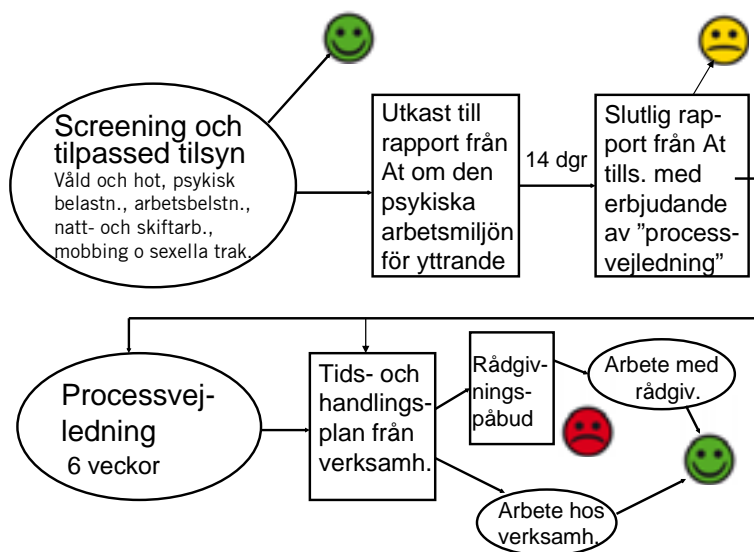 Screening och
tilpassed tilsyn
Våld och hot, psykisk
belastn., arbetsbelstn.,
natt- och skiftarb.,
mobbing o sexella trak.
Utkast till
rapport från
At om den
psykiska
arbetsmiljön
för yttrande
14 dgr
Slutlig rap-
port från At
tills. med
erbjudande
av ”process-
vejledning”
Processvej-
ledning
6 veckor
Tids- och
handlings-
plan från
verksamh.
Rådgiv-
nings-
påbud
Arbete med
rådgiv.
Arbete hos
verksamh.